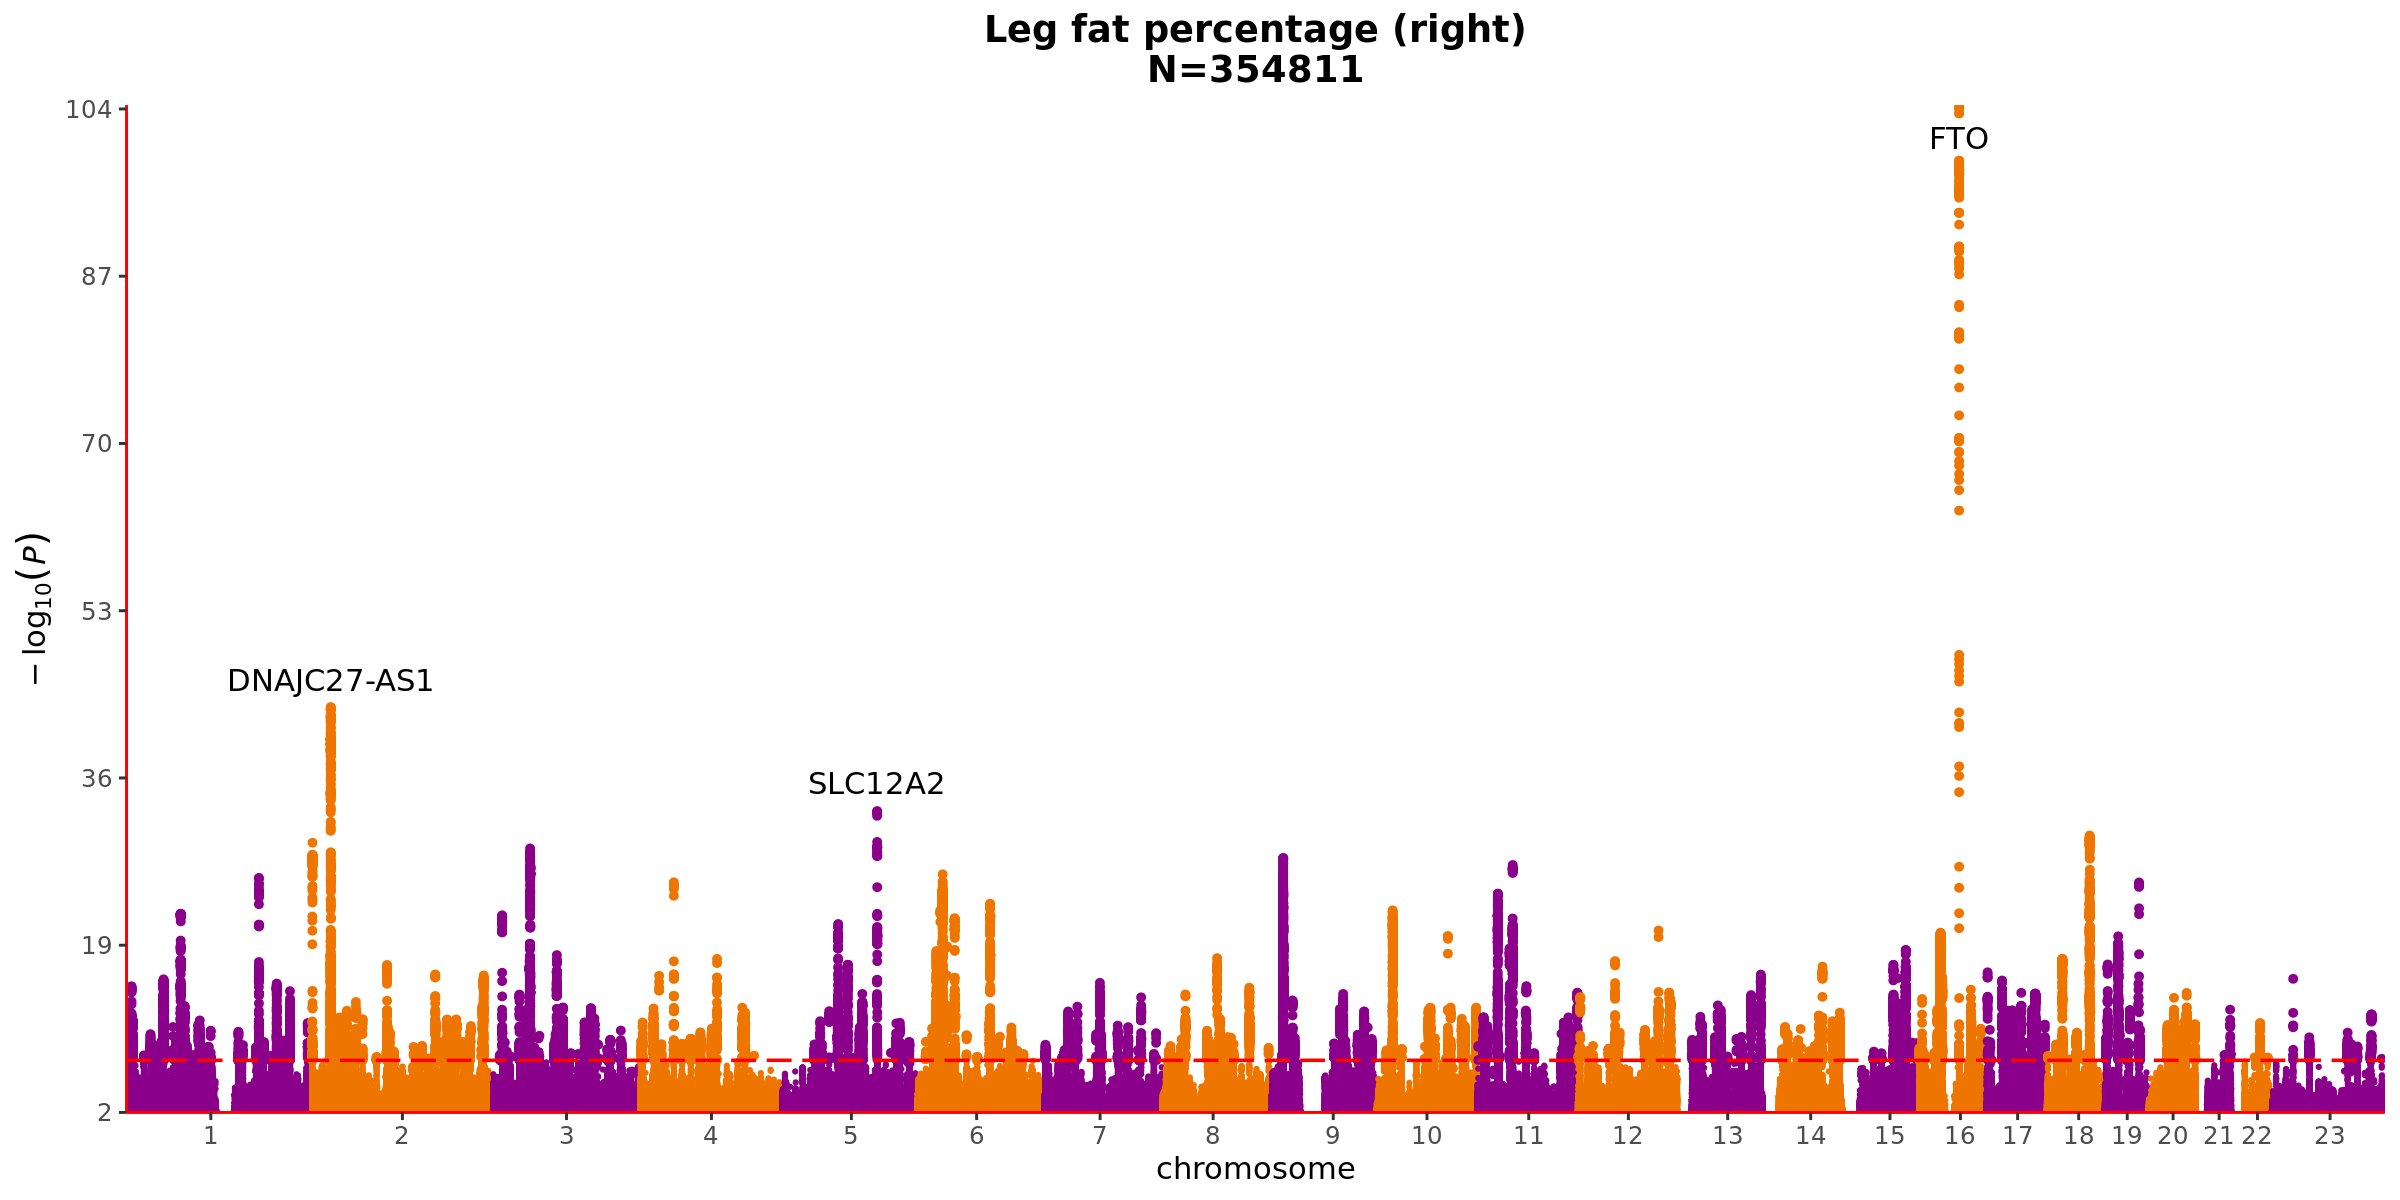 Leg fat percentage (right)
N=354811
104
FTO
87
70
53
DNAJC27-AS1
36
SLC12A2
19
2
− log10(P)
1 2 3 4 5 6 7 8 9 10 11 12 13 14 15 16 17 18 19 20 21 22 23
chromosome